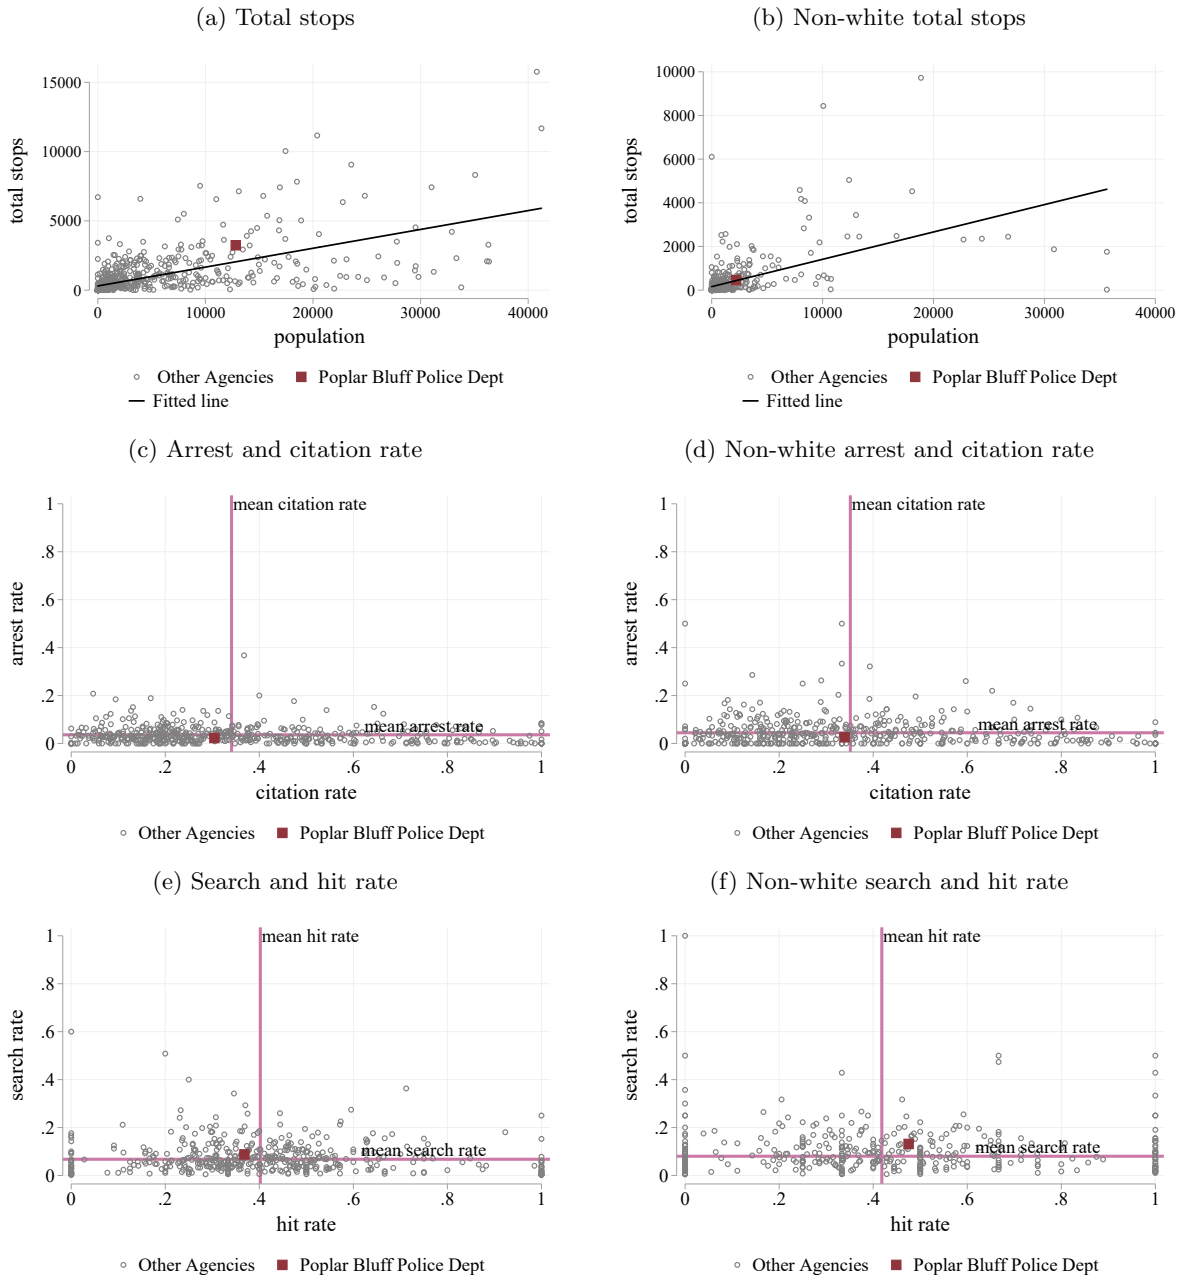 (a) Total stops
(b) Non-white total stops
15000
10000
5000
0
total stops
0 10000 20000 30000 40000
population
Other Agencies Poplar Bluff Police Dept
Fitted line
10000
8000
6000
4000
2000
0
total stops
0 10000 20000 30000 40000
population
Other Agencies Poplar Bluff Police Dept
Fitted line
(c) Arrest and citation rate
(d) Non-white arrest and citation rate
1
.8
.6
.4
.2
0
arrest rate
mean citation rate
mean arrest rate
0 .2 .4 .6 .8 1
citation rate
Other Agencies Poplar Bluff Police Dept
1
.8
.6
.4
.2
0
arrest rate
mean citation rate
mean arrest rate
0 .2 .4 .6 .8 1
citation rate
Other Agencies Poplar Bluff Police Dept
(e) Search and hit rate
(f) Non-white search and hit rate
1
.8
.6
.4
.2
0
search rate
mean hit rate
mean search rate
0 .2 .4 .6 .8 1
hit rate
Other Agencies Poplar Bluff Police Dept
1
.8
.6
.4
.2
0
search rate
mean hit rate
mean search rate
0 .2 .4 .6 .8 1
hit rate
Other Agencies Poplar Bluff Police Dept